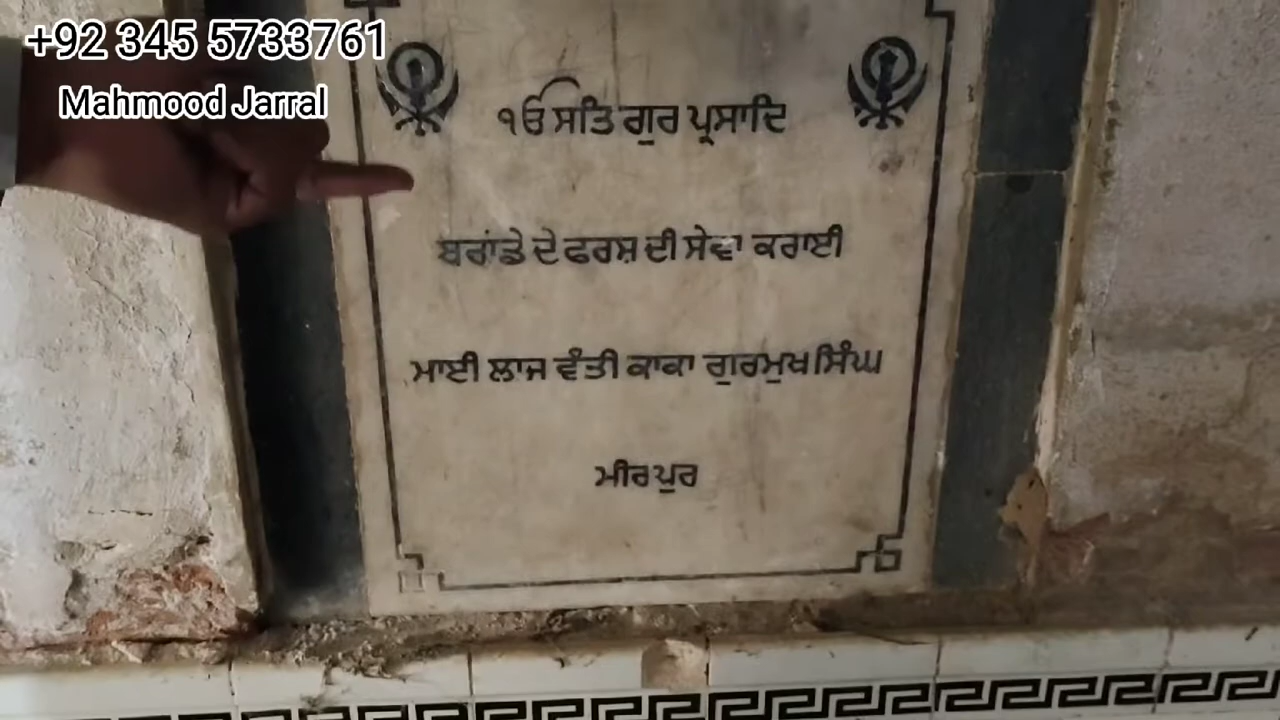 +92 345 5733761
Mahmood Jarral
ੴ ਸਤਿ ਗੁਰ ਪ੍ਰਸਾਦਿ
ਬਰਾਂਡੇ ਦੇ ਫਰਸ਼ ਦੀ ਸੇਵਾ ਕਰਾਈ
ਮਾਈ ਲਾਜ ਵੰਤੀ ਕਾਕਾ ਗੁਰਮੁਖ ਸਿੰਘ
ਮੀਰਪੁਰ